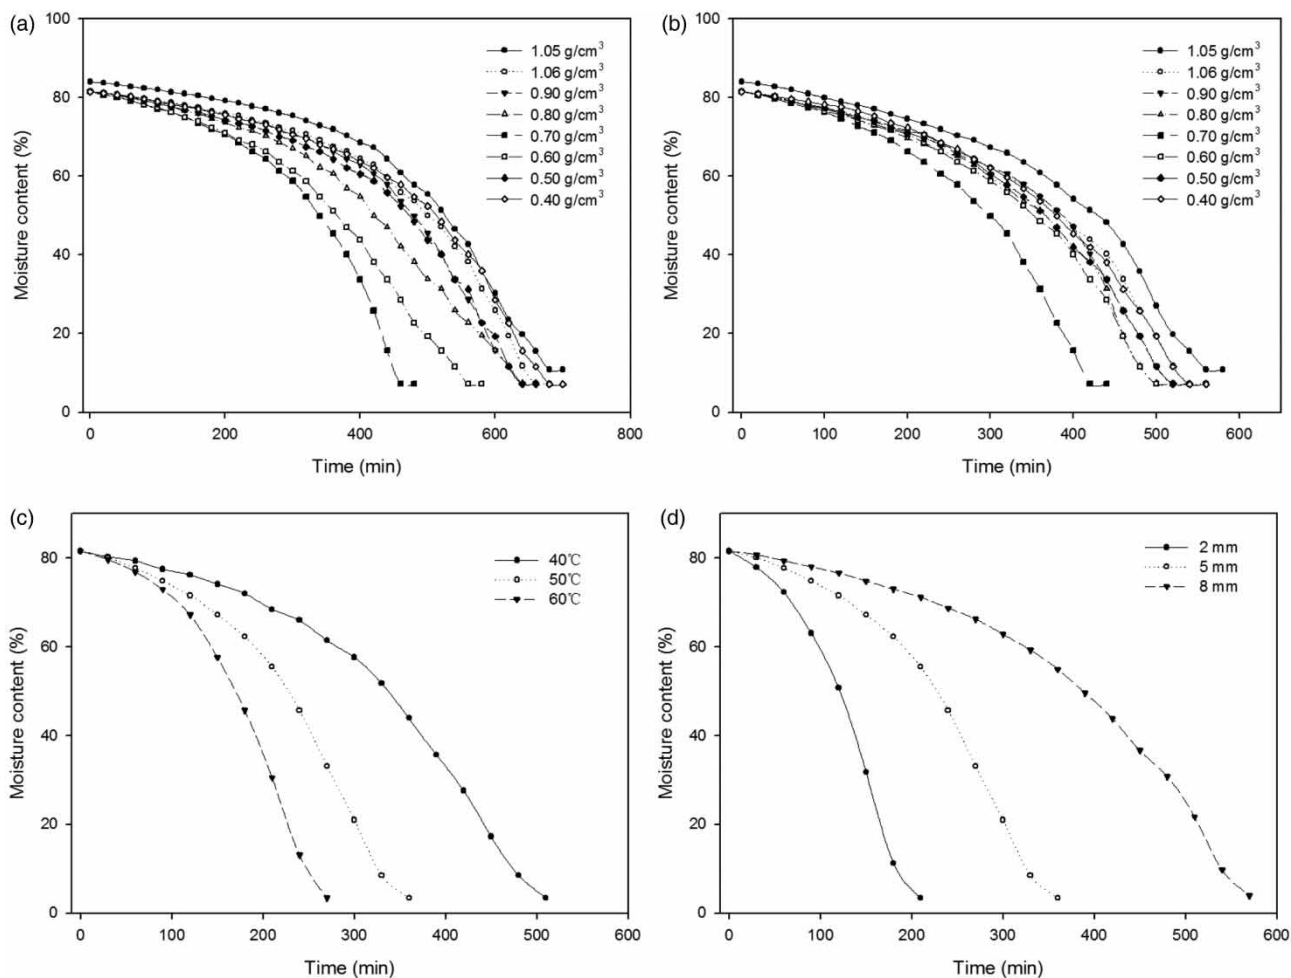 (a)
100
80
60
40
20
0
Moisture content (%)
0 200 400 600 800
Time (min)
1.05 g/cm³
1.06 g/cm³
0.90 g/cm³
0.80 g/cm³
0.70 g/cm³
0.60 g/cm³
0.50 g/cm³
0.40 g/cm³
(b)
100
80
60
40
20
0
Moisture content (%)
0 100 200 300 400 500 600
Time (min)
1.05 g/cm³
1.06 g/cm³
0.90 g/cm³
0.80 g/cm³
0.70 g/cm³
0.60 g/cm³
0.50 g/cm³
0.40 g/cm³
(c)
80
60
40
20
0
Moisture content (%)
0 100 200 300 400 500 600
Time (min)
40℃
50℃
60℃
(d)
80
60
40
20
0
Moisture content (%)
0 100 200 300 400 500 600
Time (min)
2 mm
5 mm
8 mm